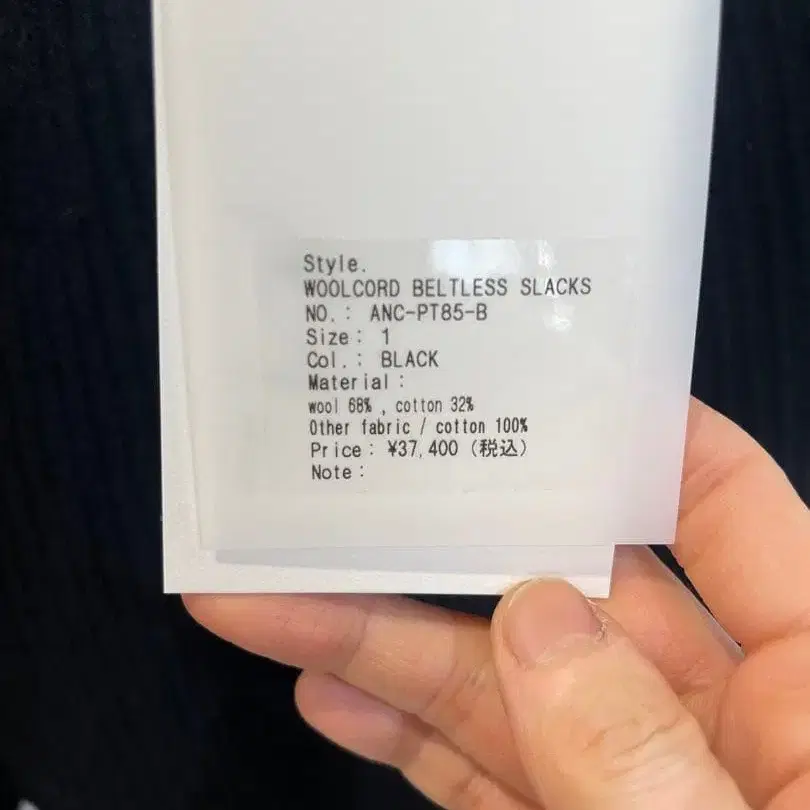 Style.
WOOLCORD BELTLESS SLACKS
NO.: ANC-PT85-B
Size: 1
Col.: BLACK
Material:
wool 68% , cotton 32%
Other fabric / cotton 100%
Price: ¥37,400 (税込)
Note: